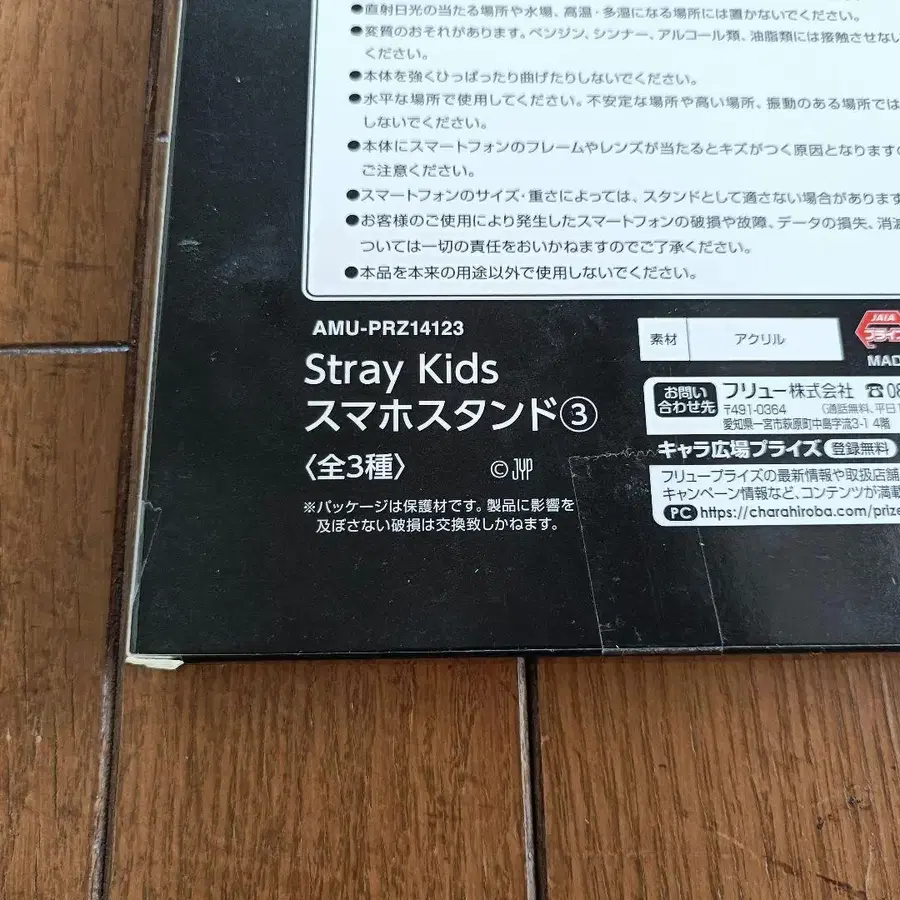 ●直射日光の当たる場所や水場、高温・多湿になる場所には置かないでください。
●変質のおそれがあります。ベンジン、シンナー、アルコール類、油脂類には接触させない
ください。
●本体を強くひっぱったり曲げたりしないでください。
●水平な場所で使用してください。不安定な場所や高い場所、振動のある場所では
しないでください。
●本体にスマートフォンのフレームやレンズが当たるとキズがつく原因となりますの
ご注意ください。
●スマートフォンのサイズ・重さによっては、スタンドとして適さない場合があります
●お客様のご使用により発生したスマートフォンの破損や故障、データの損失、消滅
ついては一切の責任をおいかねますのでご了承ください。
●本品を本来の用途以外で使用しないでください。
AMU-PRZ14123
Stray Kids
スマホスタンド③
〈全3種〉 ©JYP
※パッケージは保護材です。製品に影響を
及ぼさない破損は交換致しかねます。
素材 アクリル
JAIA
プライズ
MAD
お問い
合わせ先
フリュー株式会社 ☎08
〒491-0364 (通話無料、平日1
愛知県一宮市萩原町中島字流3-1 4階
キャラ広場プライズ 登録無料
フリュープライズの最新情報や取扱店舗
キャンペーン情報など、コンテンツが満載
PC https://charahiroba.com/prize